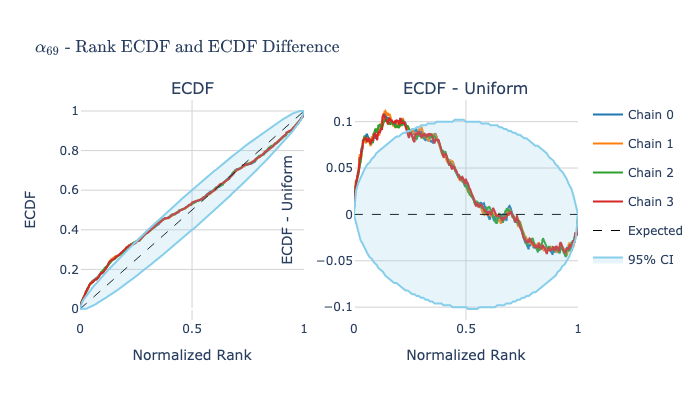 α₆₉ - Rank ECDF and ECDF Difference
ECDF
ECDF - Uniform
ECDF
1
0.8
0.6
0.4
0.2
0
0
0.5
1
Normalized Rank
ECDF - Uniform
0.1
0.05
0
−0.05
−0.1
0
0.5
1
Normalized Rank
Chain 0
Chain 1
Chain 2
Chain 3
Expected
95% CI